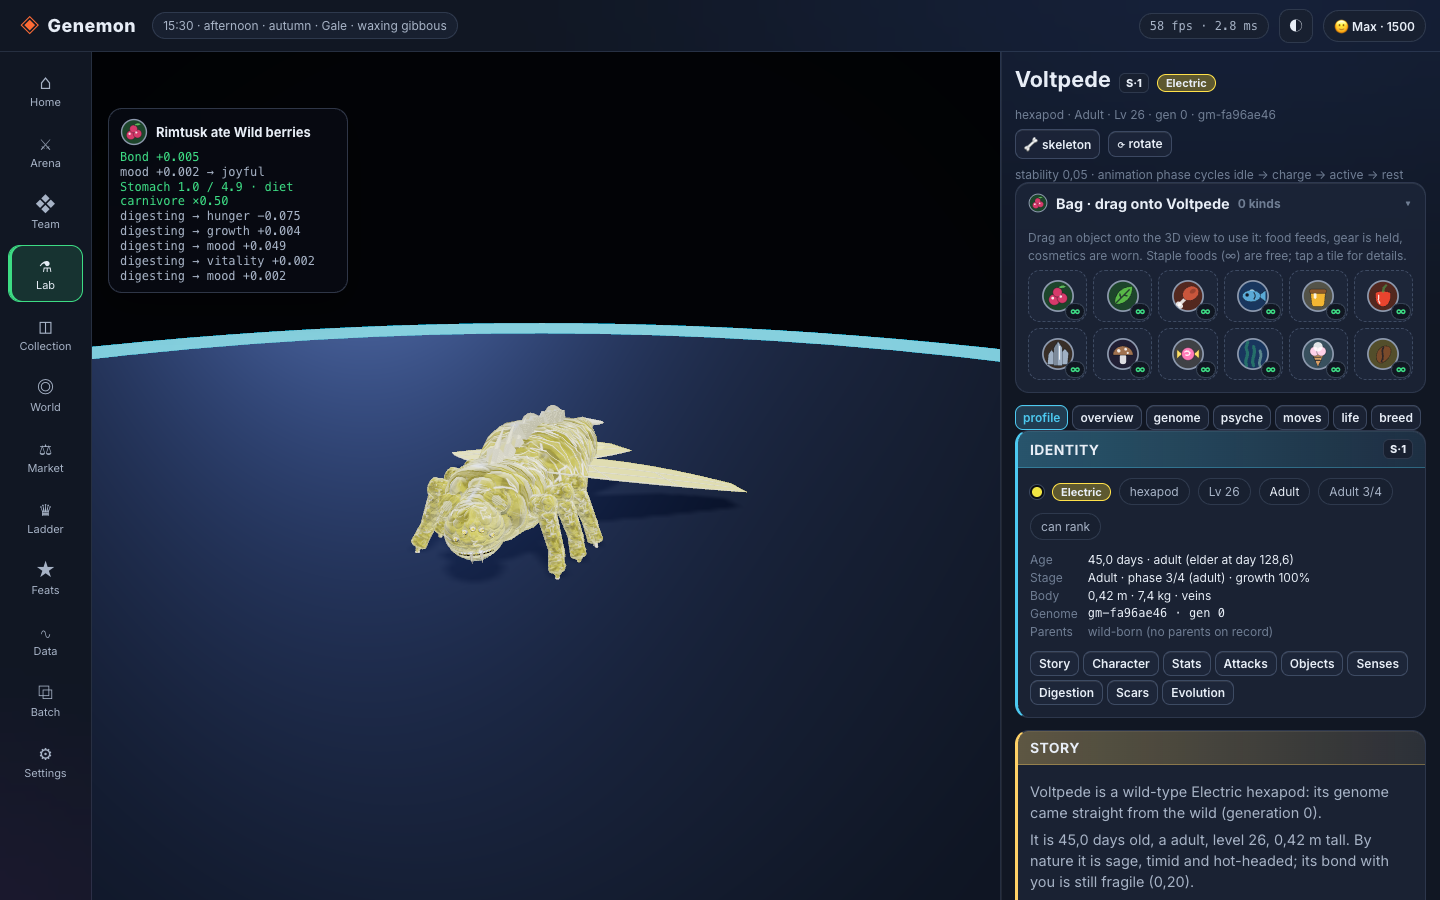 Genemon
15:30 · afternoon · autumn · Gale · waxing gibbous
58 fps · 2.8 ms
Max · 1500
Home
Arena
Team
Lab
Collection
World
Market
Ladder
Feats
Data
Batch
Settings
Rimtusk ate Wild berries
Bond +0.005
mood +0.002 → joyful
Stomach 1.0 / 4.9 · diet
carnivore ×0.50
digesting → hunger −0.075
digesting → growth +0.004
digesting → mood +0.049
digesting → vitality +0.002
digesting → mood +0.002
Voltpede S·1 Electric
hexapod · Adult · Lv 26 · gen 0 · gm-fa96ae46
skeleton rotate
stability 0,05 · animation phase cycles idle → charge → active → rest
Bag · drag onto Voltpede 0 kinds
Drag an object onto the 3D view to use it: food feeds, gear is held,
cosmetics are worn. Staple foods (∞) are free; tap a tile for details.
∞ ∞ ∞ ∞ ∞ ∞
∞ ∞ ∞ ∞ ∞ ∞
profile overview genome psyche moves life breed
IDENTITY S·1
Electric hexapod Lv 26 Adult Adult 3/4
can rank
Age 45,0 days · adult (elder at day 128,6)
Stage Adult · phase 3/4 (adult) · growth 100%
Body 0,42 m · 7,4 kg · veins
Genome gm-fa96ae46 · gen 0
Parents wild-born (no parents on record)
Story Character Stats Attacks Objects Senses
Digestion Scars Evolution
STORY
Voltpede is a wild-type Electric hexapod: its genome
came straight from the wild (generation 0).
It is 45,0 days old, a adult, level 26, 0,42 m tall. By
nature it is sage, timid and hot-headed; its bond with
you is still fragile (0,20).